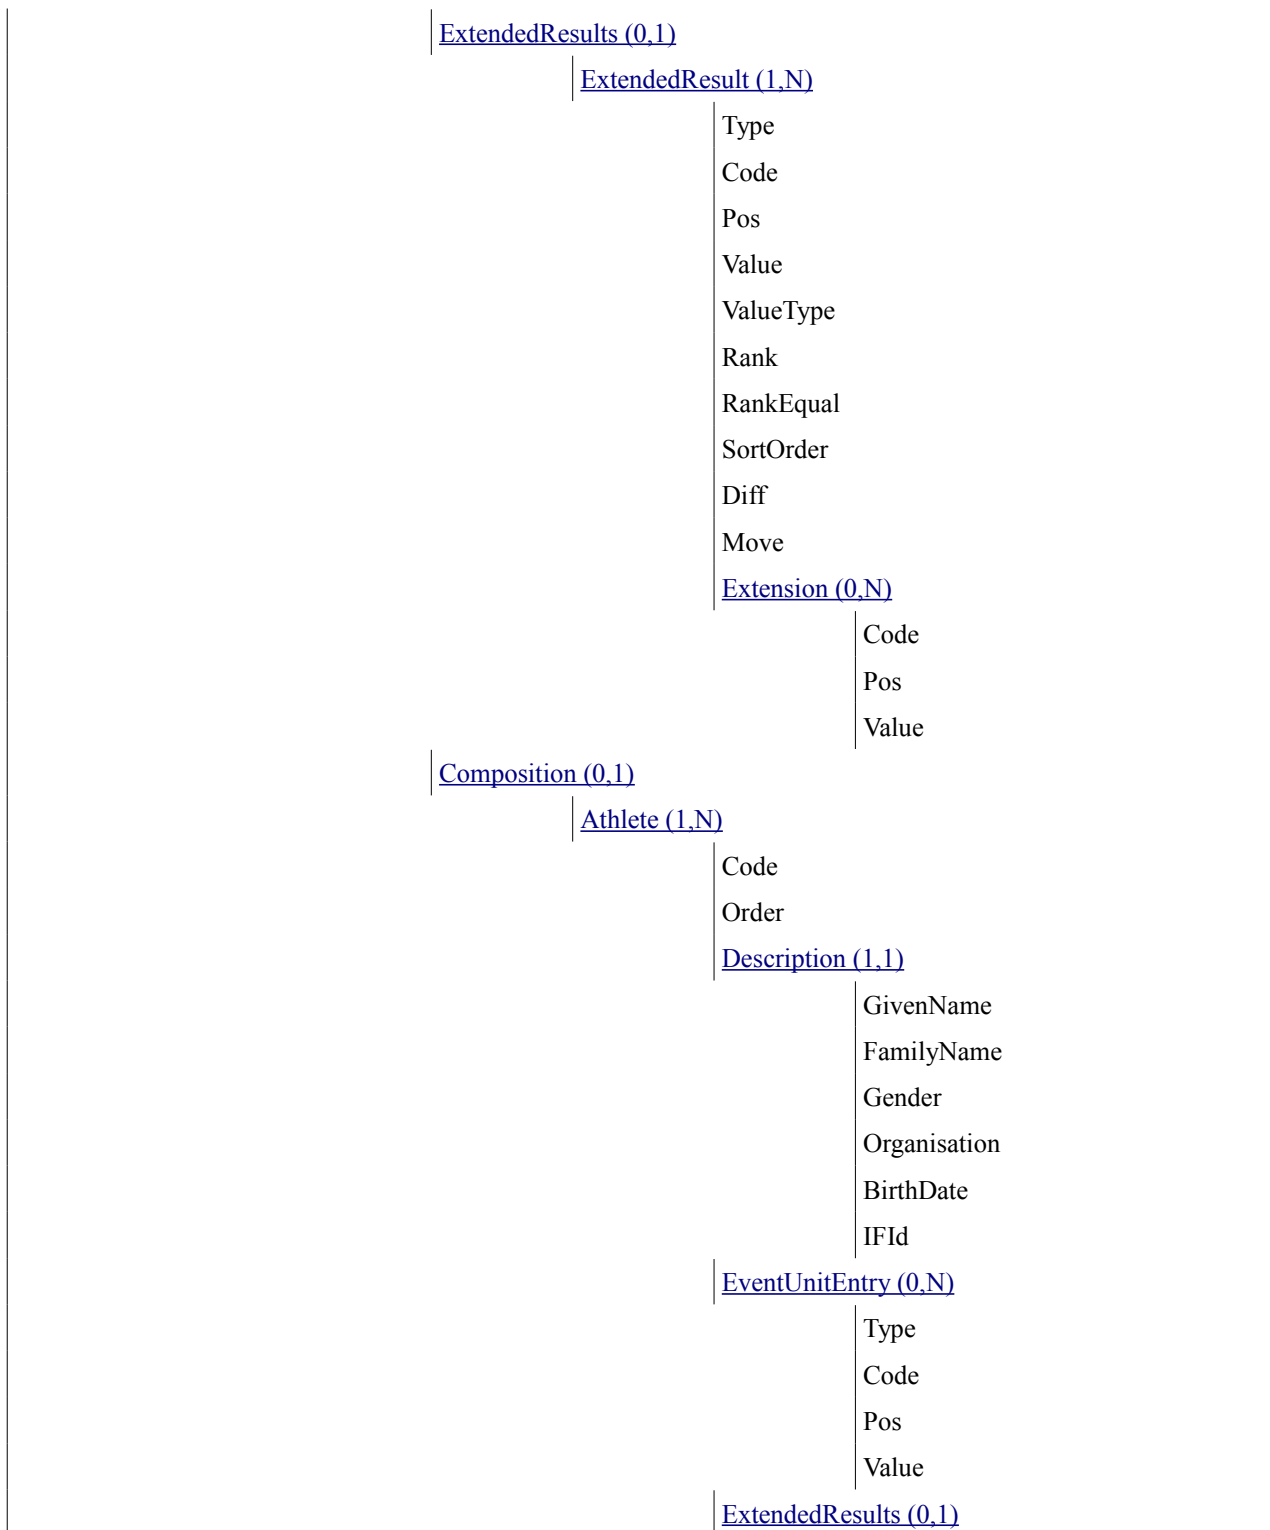 ExtendedResults (0,1)
ExtendedResult (1,N)
Type
Code
Pos
Value
ValueType
Rank
RankEqual
SortOrder
Diff
Move
Extension (0,N)
Code
Pos
Value
Composition (0,1)
Athlete (1,N)
Code
Order
Description (1,1)
GivenName
FamilyName
Gender
Organisation
BirthDate
IFId
EventUnitEntry (0,N)
Type
Code
Pos
Value
ExtendedResults (0,1)